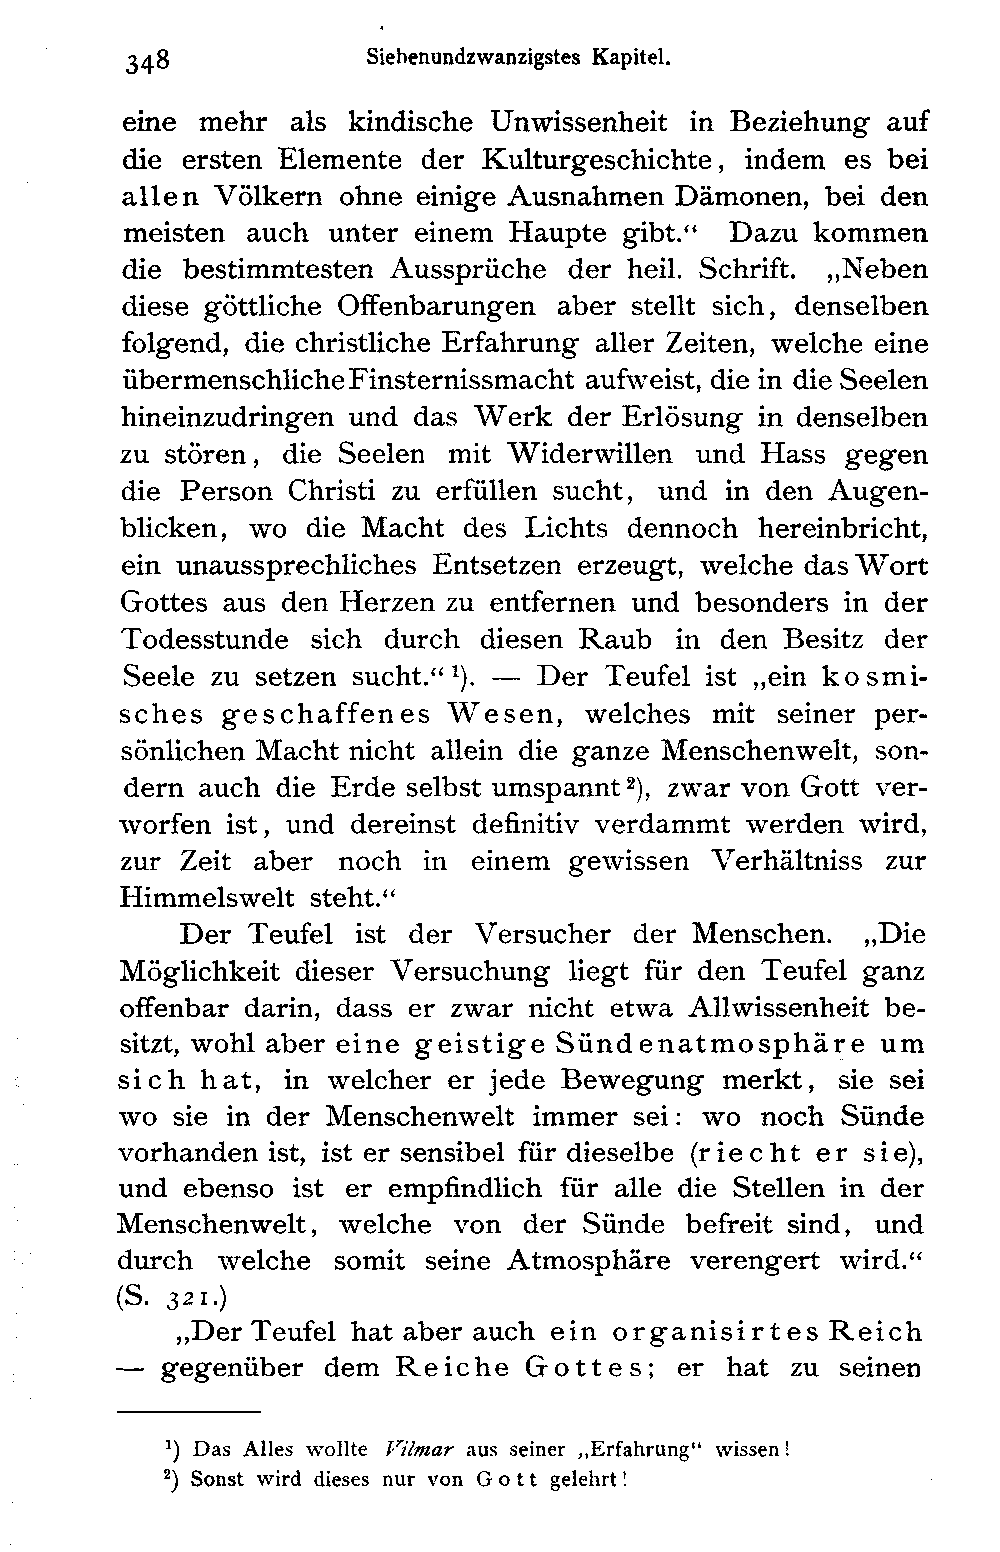 348 Siebenundzwanzigstes Kapitel.
eine mehr als kindische Unwissenheit in Beziehung auf
die ersten Elemente der Kulturgeschichte, indem es bei
allen Völkern ohne einige Ausnahmen Dämonen, bei den
meisten auch unter einem Haupte gibt.“ Dazu kommen
die bestimmtesten Aussprüche der heil. Schrift. „Neben
diese göttliche Offenbarungen aber stellt sich, denselben
folgend, die christliche Erfahrung aller Zeiten, welche eine
übermenschliche Finsternissmacht aufweist, die in die Seelen
hineinzudringen und das Werk der Erlösung in denselben
zu stören, die Seelen mit Widerwillen und Hass gegen
die Person Christi zu erfüllen sucht, und in den Augen-
blicken, wo die Macht des Lichts dennoch hereinbricht,
ein unaussprechliches Entsetzen erzeugt, welche das Wort
Gottes aus den Herzen zu entfernen und besonders in der
Todesstunde sich durch diesen Raub in den Besitz der
Seele zu setzen sucht.“ ¹). — Der Teufel ist „ein kosmi-
sches geschaffenes Wesen, welches mit seiner per-
sönlichen Macht nicht allein die ganze Menschenwelt, son-
dern auch die Erde selbst umspannt ²), zwar von Gott ver-
worfen ist, und dereinst definitiv verdammt werden wird,
zur Zeit aber noch in einem gewissen Verhältniss zur
Himmelswelt steht.“
Der Teufel ist der Versucher der Menschen. „Die
Möglichkeit dieser Versuchung liegt für den Teufel ganz
offenbar darin, dass er zwar nicht etwa Allwissenheit be-
sitzt, wohl aber eine geistige Sündenatmosphäre um
sich hat, in welcher er jede Bewegung merkt, sie sei
wo sie in der Menschenwelt immer sei: wo noch Sünde
vorhanden ist, ist er sensibel für dieselbe (riecht er sie),
und ebenso ist er empfindlich für alle die Stellen in der
Menschenwelt, welche von der Sünde befreit sind, und
durch welche somit seine Atmosphäre verengert wird.“
(S. 321.)
„Der Teufel hat aber auch ein organisirtes Reich
— gegenüber dem Reiche Gottes; er hat zu seinen
¹) Das Alles wollte Vilmar aus seiner „Erfahrung“ wissen!
²) Sonst wird dieses nur von Gott gelehrt!